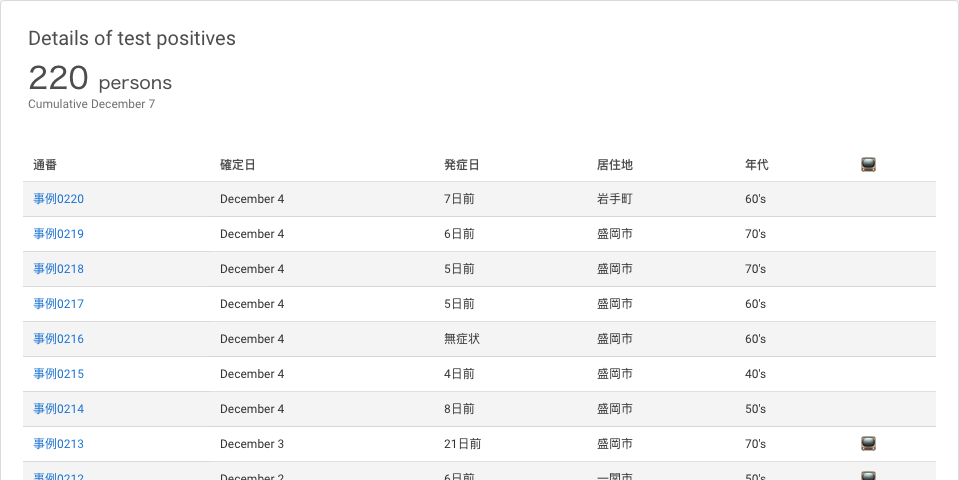 Details of test positives
220 persons
Cumulative December 7
通番 確定日 発症日 居住地 年代
事例0220 December 4 7日前 岩手町 60's
事例0219 December 4 6日前 盛岡市 70's
事例0218 December 4 5日前 盛岡市 70's
事例0217 December 4 5日前 盛岡市 60's
事例0216 December 4 無症状 盛岡市 60's
事例0215 December 4 4日前 盛岡市 40's
事例0214 December 4 8日前 盛岡市 50's
事例0213 December 3 21日前 盛岡市 70's
事例0212 December 2 6日前 一関市 50's